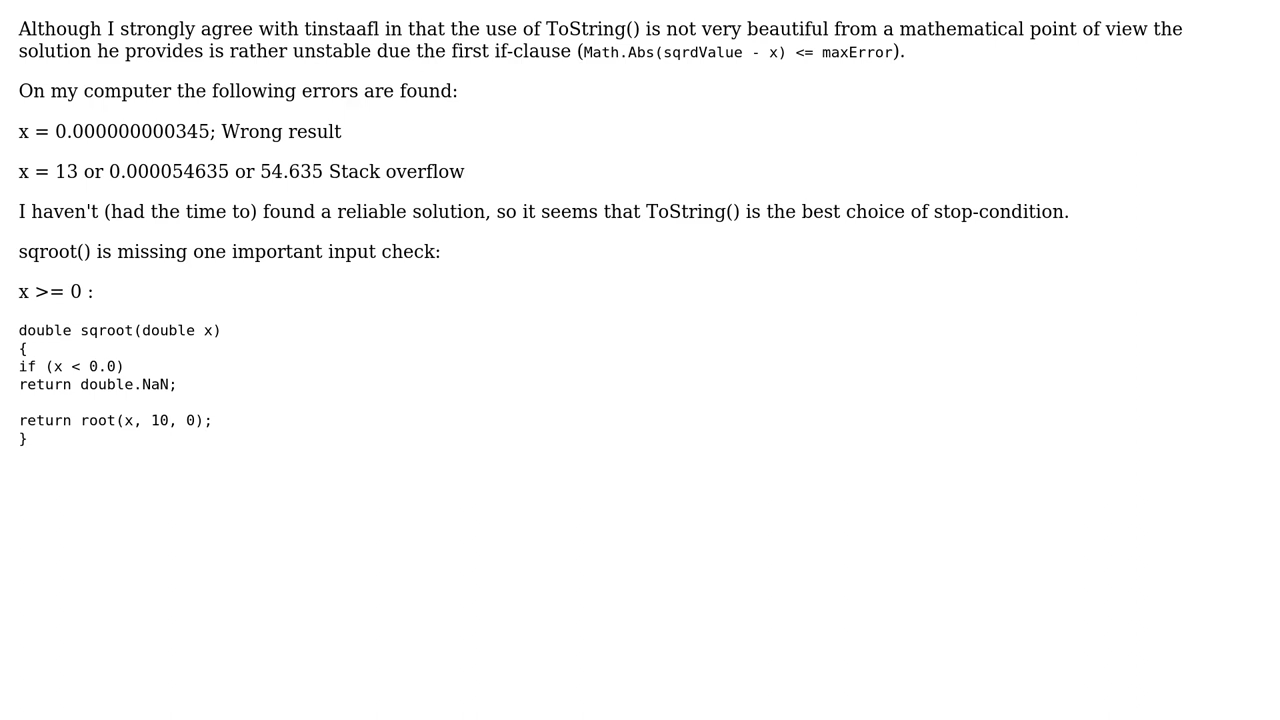 Although I strongly agree with tinstaafl in that the use of ToString() is not very beautiful from a mathematical point of view the
solution he provides is rather unstable due the first if-clause (Math.Abs(sqrdValue - x) <= maxError).
On my computer the following errors are found:
x = 0.000000000345; Wrong result
x = 13 or 0.000054635 or 54.635 Stack overflow
I haven't (had the time to) found a reliable solution, so it seems that ToString() is the best choice of stop-condition.
sqroot() is missing one important input check:
x >= 0 :
double sqroot(double x)
{
if (x < 0.0)
return double.NaN;
return root(x, 10, 0);
}